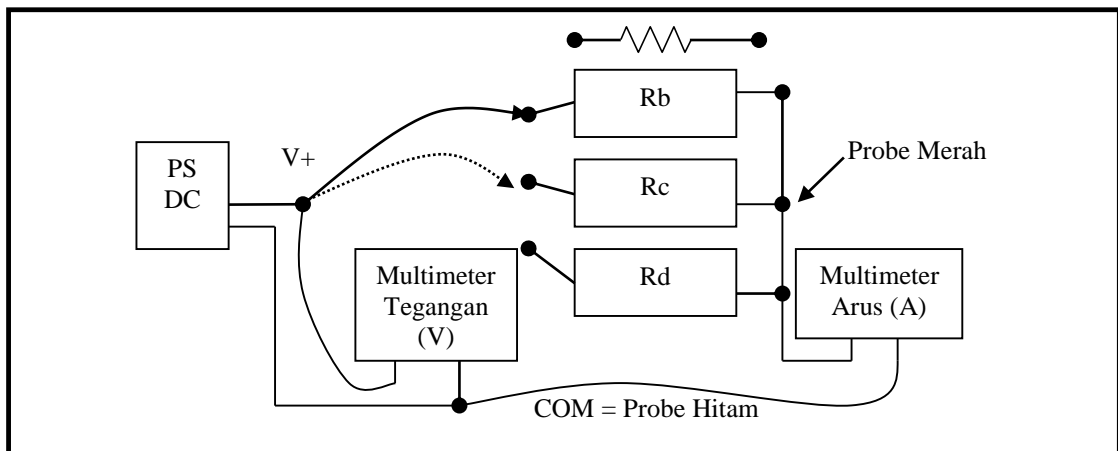 Rb
PS
DC
V+
Probe Merah
Rc
Multimeter
Tegangan
(V)
Rd
Multimeter
Arus (A)
COM = Probe Hitam